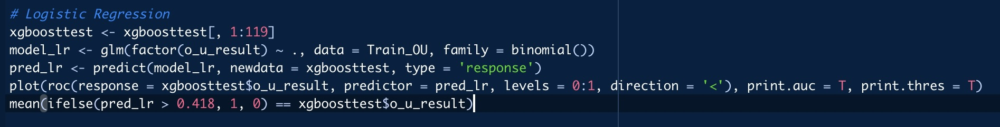 # Logistic Regression
xgboosttest <- xgboosttest[, 1:119]
model_lr <- glm(factor(o_u_result) ~ ., data = Train_OU, family = binomial())
pred_lr <- predict(model_lr, newdata = xgboosttest, type = 'response')
plot(roc(response = xgboosttest$o_u_result, predictor = pred_lr, levels = 0:1, direction = '<'), print.auc = T, print.thres = T)
mean(ifelse(pred_lr > 0.418, 1, 0) == xgboosttest$o_u_result)